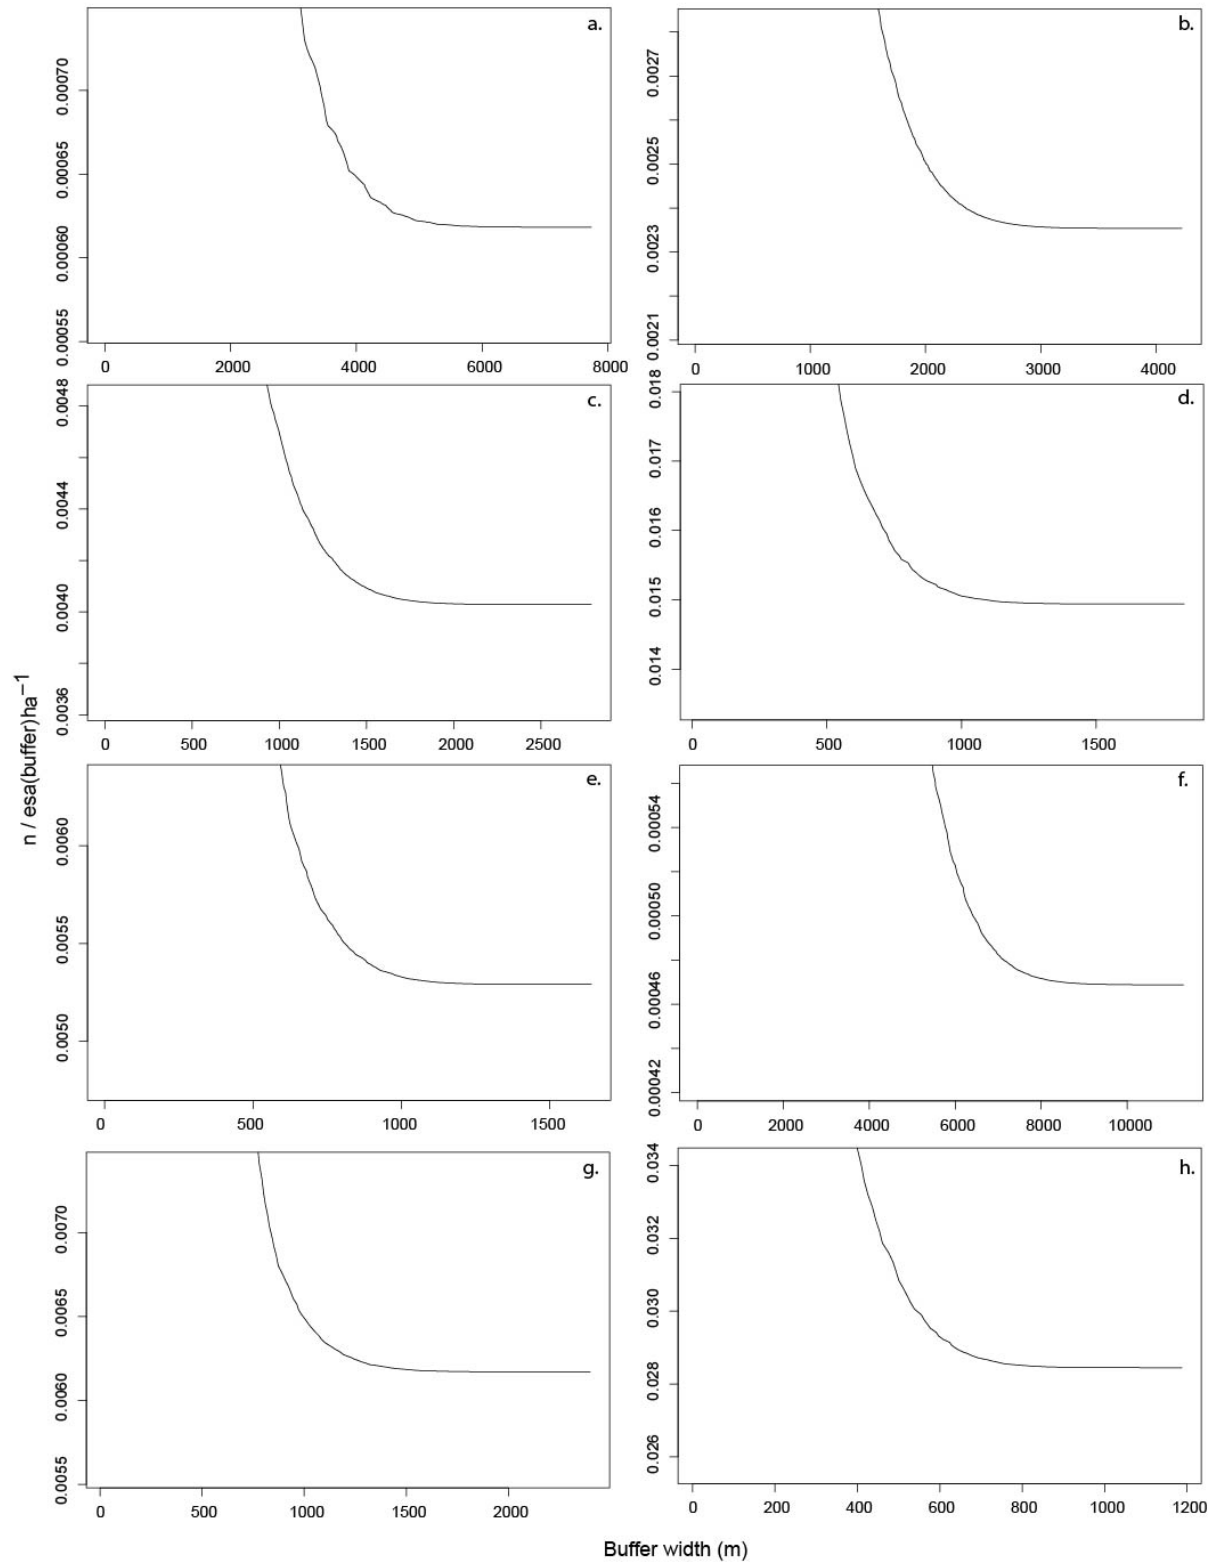 a.
0.00070
0.00065
0.00060
0.00055
0 2000 4000 6000 8000
b.
0.0027
0.0025
0.0023
0.0021
0 1000 2000 3000 4000
c.
0.0048
0.0044
0.0040
0.0036
0 500 1000 1500 2000 2500
d.
0.018
0.017
0.016
0.015
0.014
0 500 1000 1500
n / esa(buffer)ha−1
e.
0.0060
0.0055
0.0050
0 500 1000 1500
f.
0.00054
0.00050
0.00046
0.00042
0 2000 4000 6000 8000 10000
g.
0.0070
0.0065
0.0060
0.0055
0 500 1000 1500 2000
h.
0.034
0.032
0.030
0.028
0.026
0 200 400 600 800 1000 1200
Buffer width (m)